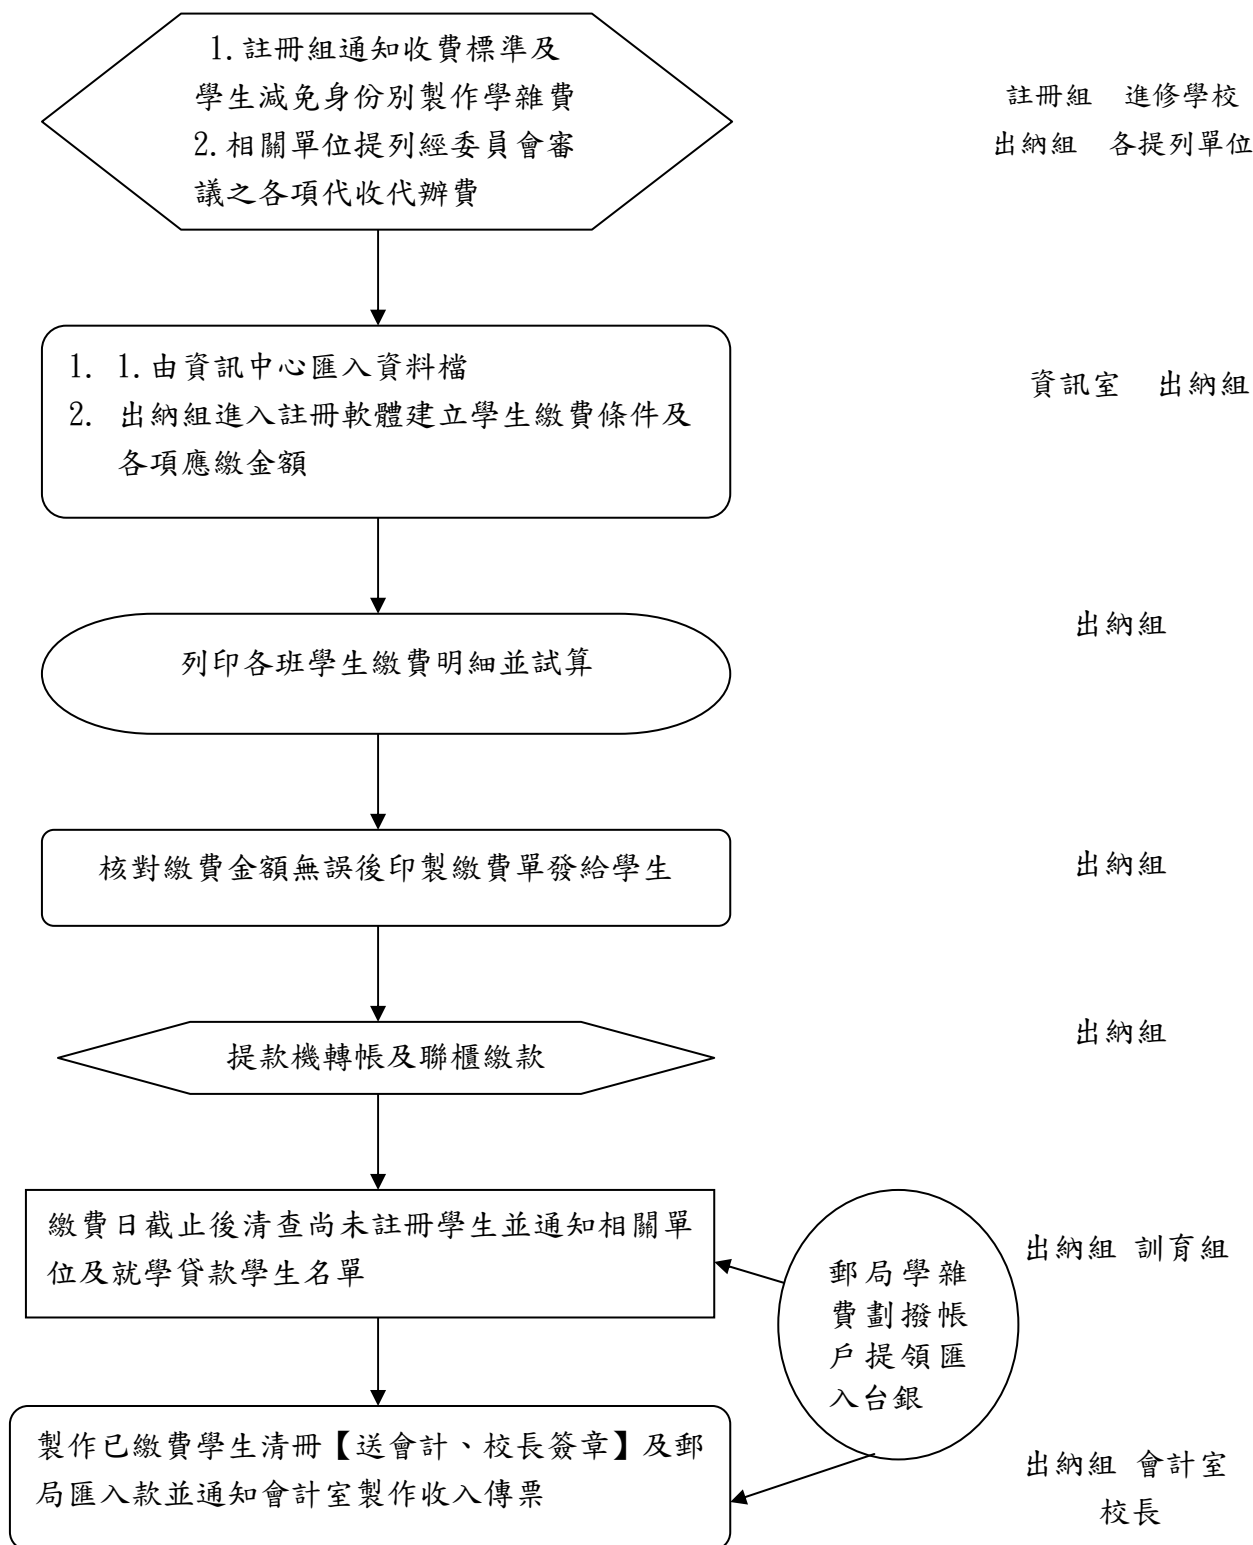 1.註冊組通知收費標準及
學生減免身份別製作學雜費
2.相關單位提列經委員會審
議之各項代收代辦費
註冊組 進修學校
出納組 各提列單位
1. 1.由資訊中心匯入資料檔
2. 出納組進入註冊軟體建立學生繳費條件及
各項應繳金額
資訊室 出納組
列印各班學生繳費明細並試算
出納組
核對繳費金額無誤後印製繳費單發給學生
出納組
提款機轉帳及聯櫃繳款
出納組
繳費日截止後清查尚未註冊學生並通知相關單
位及就學貸款學生名單
郵局學雜
費劃撥帳
戶提領匯
入台銀
出納組 訓育組
製作已繳費學生清冊【送會計、校長簽章】及郵
局匯入款並通知會計室製作收入傳票
出納組 會計室
校長